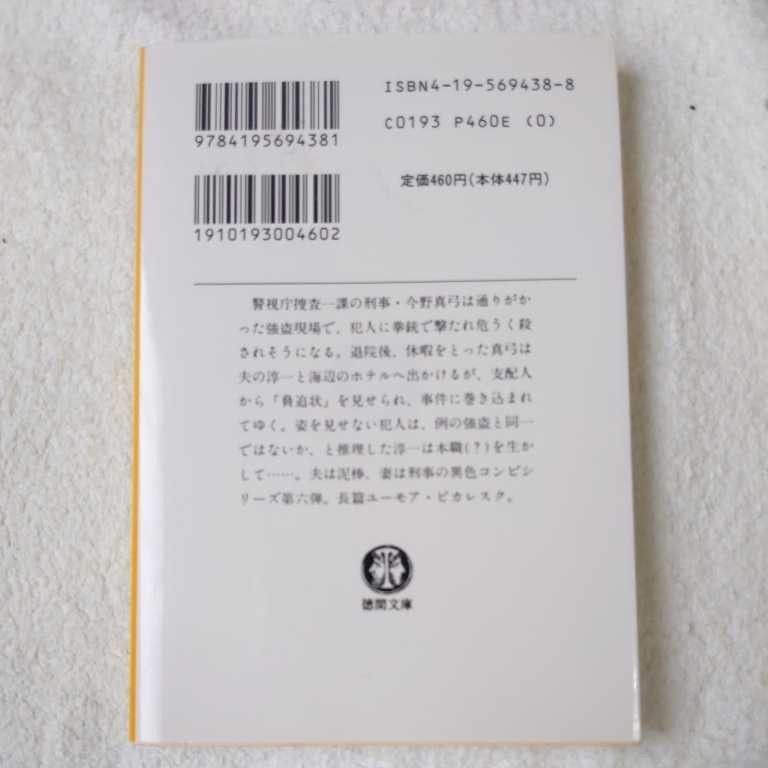 ISBN4-19-569438-8
9784195694381
C0193 P460E (0)
定価460円(本体447円)
1910193004602
警視庁捜査一課の刑事・今野真弓は通りがか
った強盗現場で、犯人に拳銃で撃たれ危うく殺
されそうになる。退院後、休暇をとった真弓は
夫の淳一と海辺のホテルへ出かけるが、支配人
から「脅迫状」を見せられ、事件に巻き込まれ
てゆく。姿を見せない犯人は、例の強盗と同一
ではないか、と推理した淳一は本職(?)を生か
して……。夫は泥棒、妻は刑事の異色コンビシ
リーズ第六弾。長篇ユーモア・ピカレスク。
徳間文庫